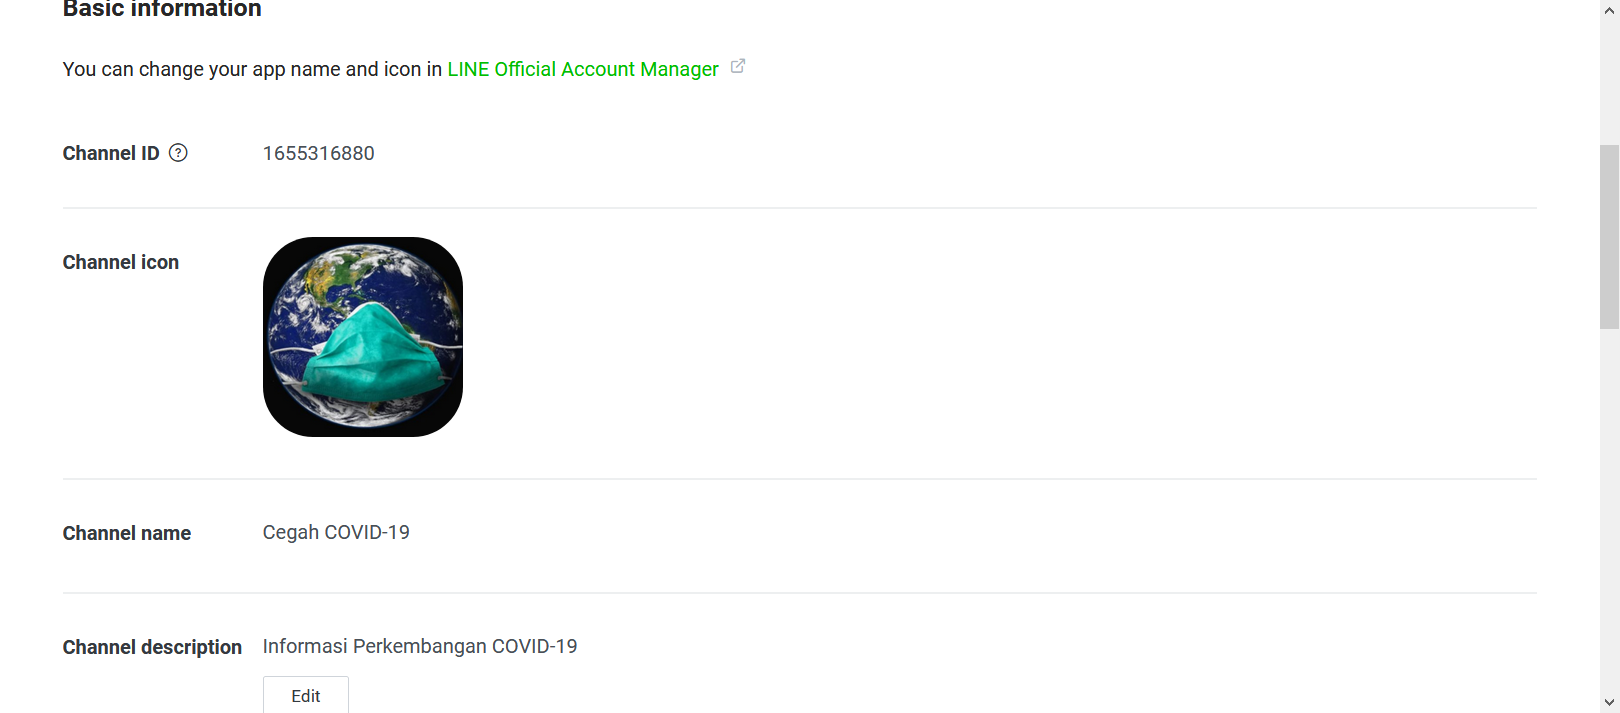 Basic information
You can change your app name and icon in LINE Official Account Manager
Channel ID ?
1655316880
Channel icon
Channel name
Cegah COVID-19
Channel description
Informasi Perkembangan COVID-19
Edit